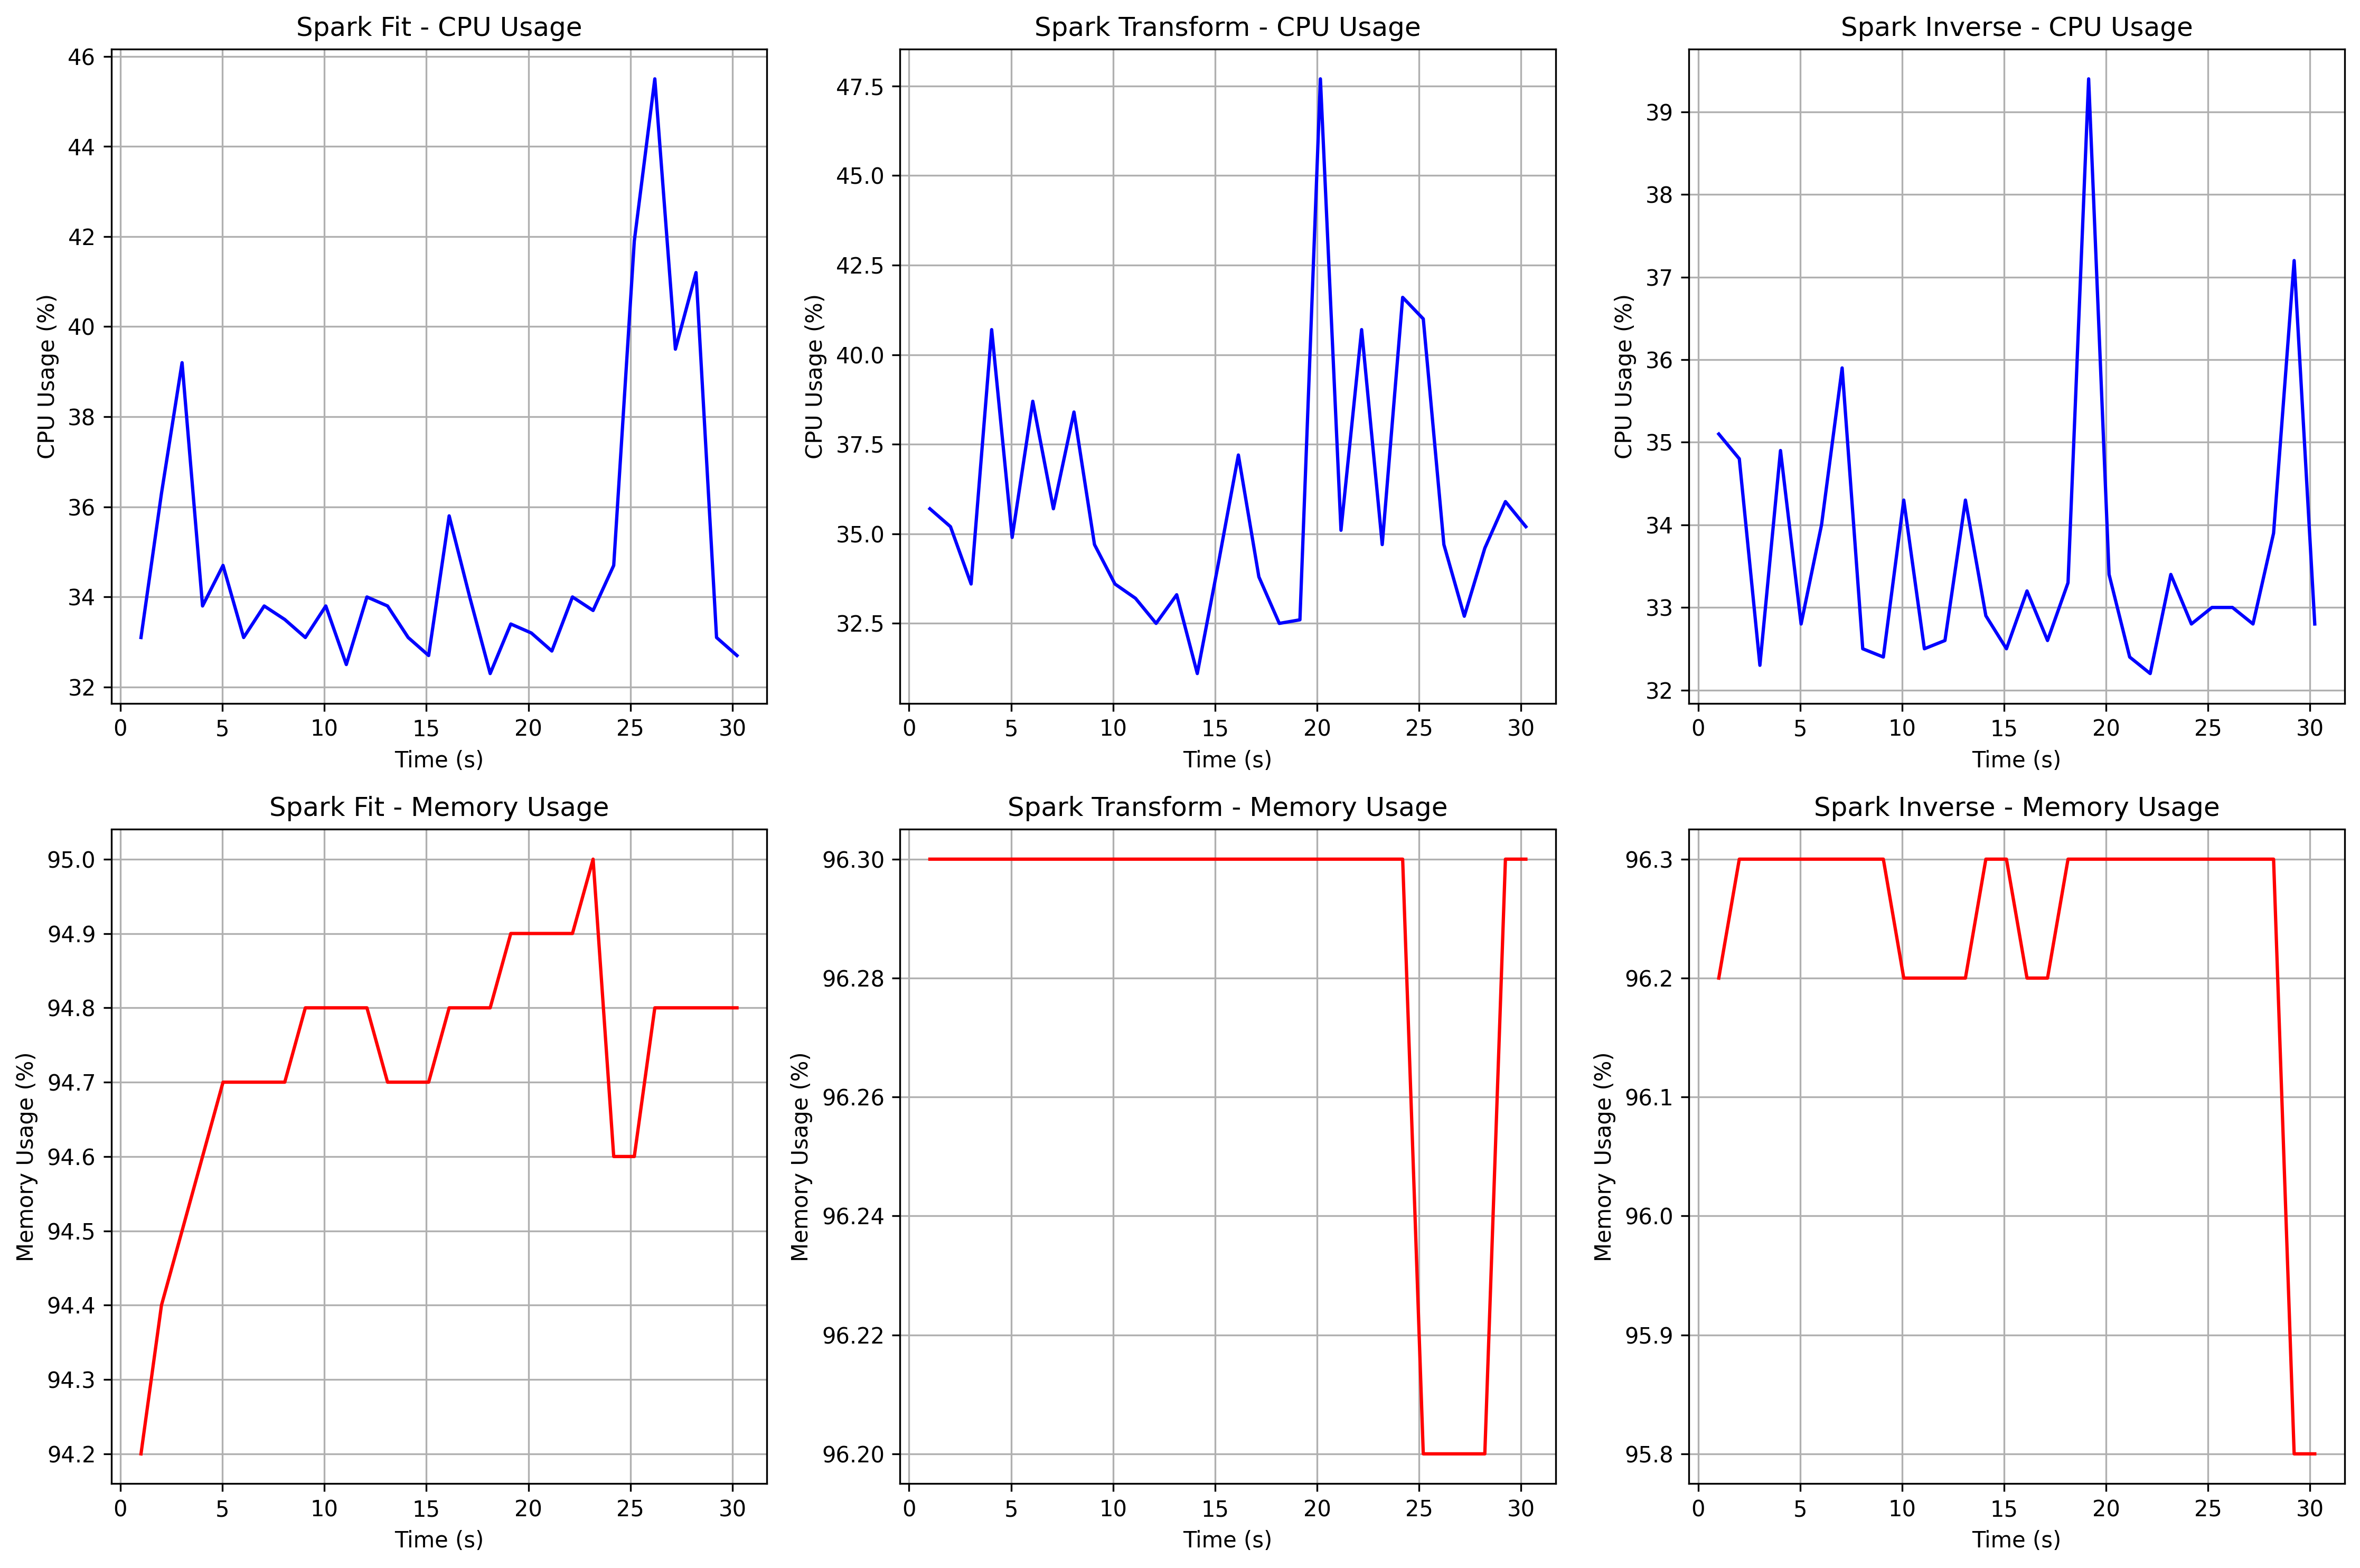 Spark Fit - CPU Usage
CPU Usage (%)
46
44
42
40
38
36
34
32
0 5 10 15 20 25 30
Time (s)
Spark Transform - CPU Usage
CPU Usage (%)
47.5
45.0
42.5
40.0
37.5
35.0
32.5
0 5 10 15 20 25 30
Time (s)
Spark Inverse - CPU Usage
CPU Usage (%)
39
38
37
36
35
34
33
32
0 5 10 15 20 25 30
Time (s)
Spark Fit - Memory Usage
Memory Usage (%)
95.0
94.9
94.8
94.7
94.6
94.5
94.4
94.3
94.2
0 5 10 15 20 25 30
Time (s)
Spark Transform - Memory Usage
Memory Usage (%)
96.30
96.28
96.26
96.24
96.22
96.20
0 5 10 15 20 25 30
Time (s)
Spark Inverse - Memory Usage
Memory Usage (%)
96.3
96.2
96.1
96.0
95.9
95.8
0 5 10 15 20 25 30
Time (s)